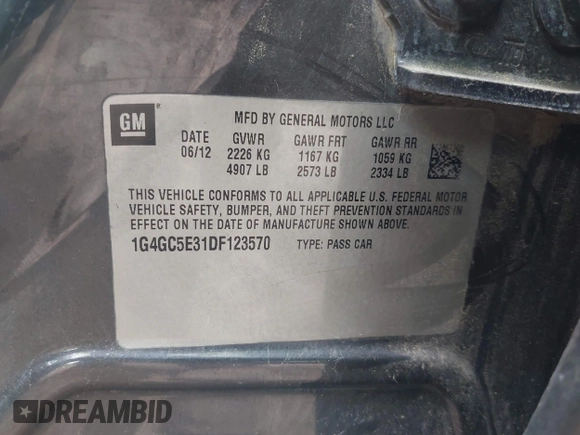 GM
MFD BY GENERAL MOTORS LLC
DATE GVWR GAWR FRT GAWR RR
06/12 2226 KG 1167 KG 1059 KG
4907 LB 2573 LB 2334 LB
THIS VEHICLE CONFORMS TO ALL APPLICABLE U.S. FEDERAL MOTOR
VEHICLE SAFETY, BUMPER, AND THEFT PREVENTION STANDARDS IN
EFFECT ON THE DATE OF MANUFACTURE SHOWN ABOVE.
1G4GC5E31DF123570 TYPE: PASS CAR
DREAMBID